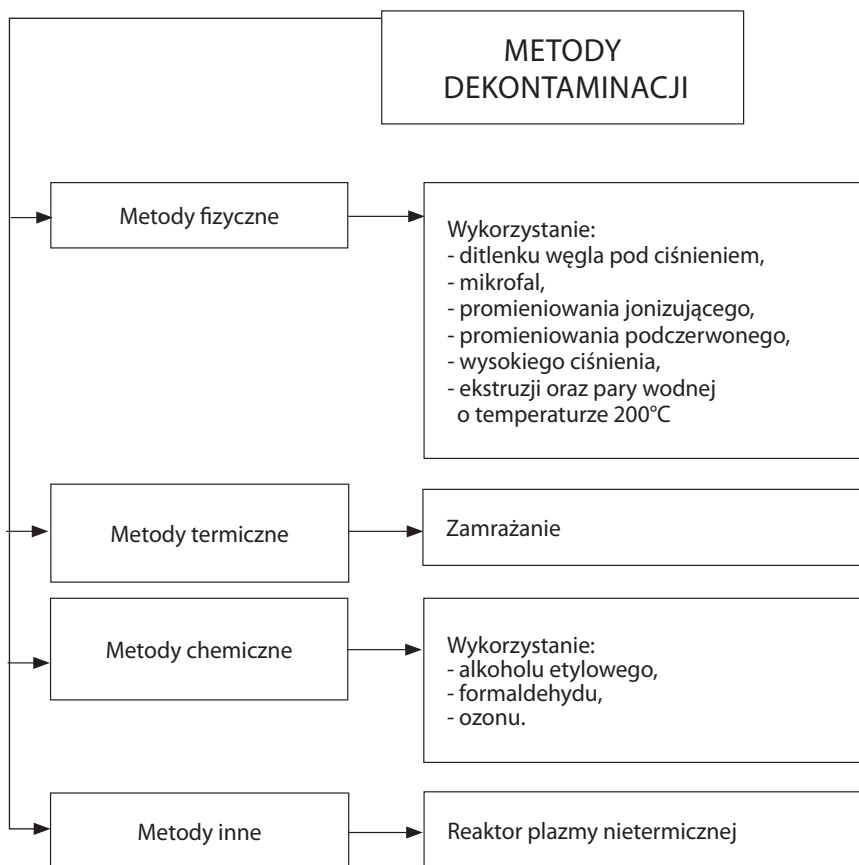 METODY
DEKONTAMINACJI
Metody fizyczne
Wykorzystanie:
- ditlenku węgla pod ciśnieniem,
- mikrofal,
- promieniowania jonizującego,
- promieniowania podczerwonego,
- wysokiego ciśnienia,
- ekstruzji oraz pary wodnej
o temperaturze 200°C
Metody termiczne
Zamrażanie
Metody chemiczne
Wykorzystanie:
- alkoholu etylowego,
- formaldehydu,
- ozonu.
Metody inne
Reaktor plazmy nietermicznej